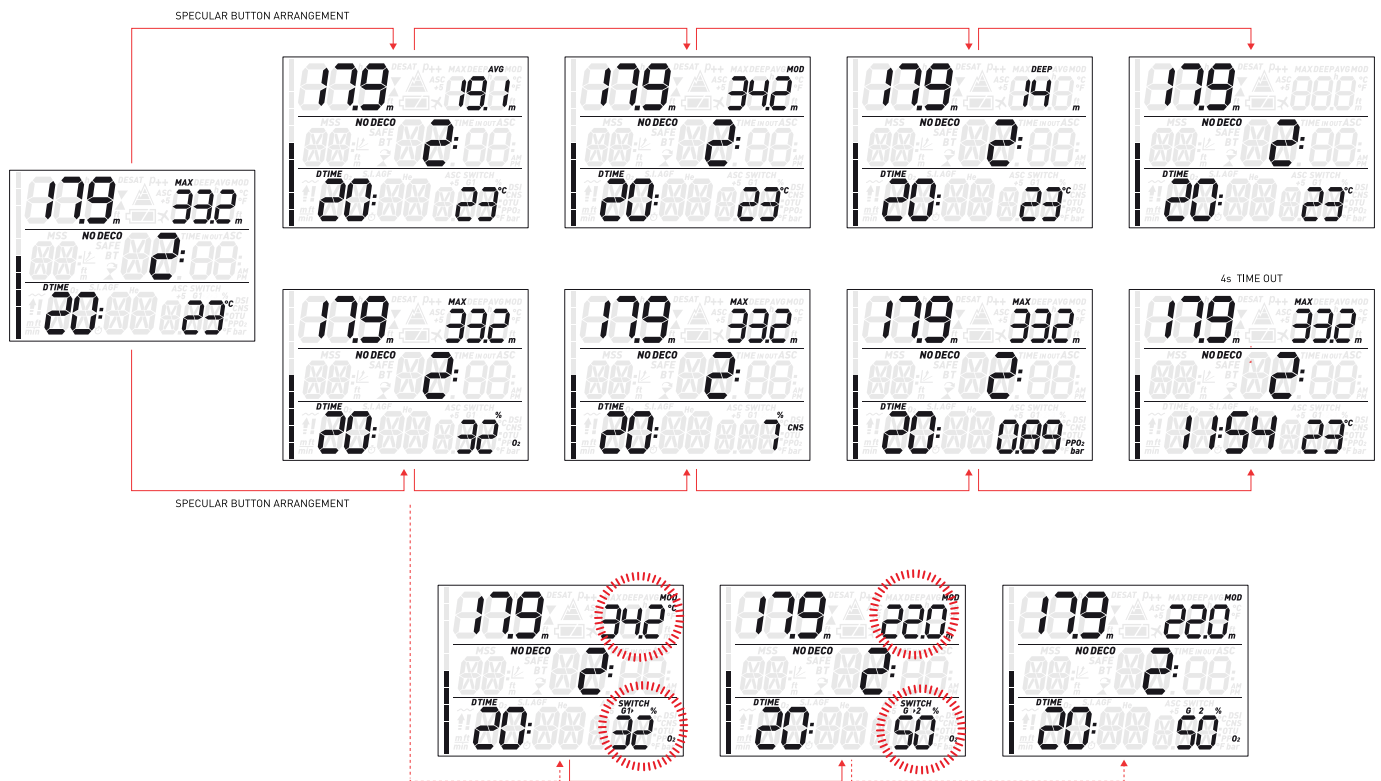 SPECULAR BUTTON ARRANGEMENT
17.9 m AVG 19.1 m
NO DECO 2:
DTIME 20: 23 °C
17.9 m MOD 34.2 m
NO DECO 2:
DTIME 20: 23 °C
17.9 m DEEP 14 m
NO DECO 2:
DTIME 20: 23 °C
17.9 m
NO DECO 2:
DTIME 20: 23 °C
17.9 m MAX 33.2 m
NO DECO 2:
DTIME 20: 23 °C
4s TIME OUT
17.9 m MAX 33.2 m
NO DECO 2:
DTIME 20: 32 % O₂
17.9 m MAX 33.2 m
NO DECO 2:
DTIME 20: 7 % CNS
17.9 m MAX 33.2 m
NO DECO 2:
DTIME 20: 0.89 PPO₂ bar
17.9 m MAX 33.2 m
NO DECO 2:
11:54 23 °C
SPECULAR BUTTON ARRANGEMENT
17.9 m MOD 34.2 °C
NO DECO 2:
DTIME 20: SWITCH G1 32 % O₂
17.9 m MOD 22.0 m
NO DECO 2:
DTIME 20: SWITCH G 2 50 % O₂
17.9 m MOD 22.0 m
NO DECO 2:
DTIME 20: G 2 50 % O₂